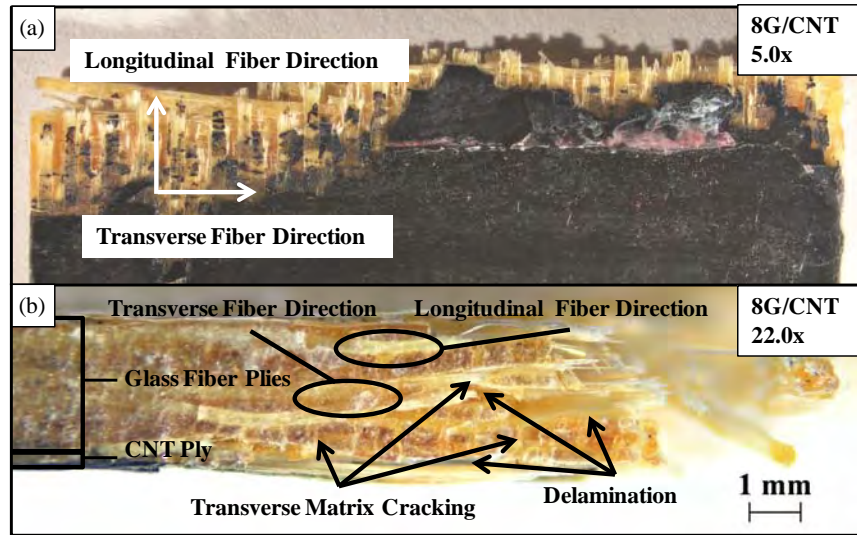 (a)
8G/CNT
5.0x
Longitudinal Fiber Direction
Transverse Fiber Direction
(b)
8G/CNT
22.0x
Transverse Fiber Direction
Longitudinal Fiber Direction
Glass Fiber Plies
CNT Ply
Transverse Matrix Cracking
Delamination
1 mm